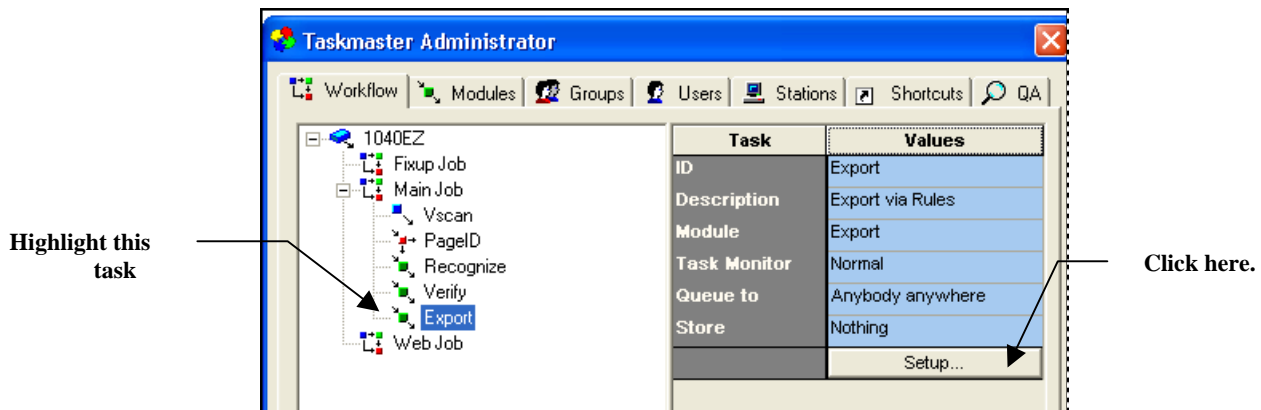 Taskmaster Administrator
Workflow Modules Groups Users Stations Shortcuts QA
1040EZ
Fixup Job
Main Job
Vscan
PageID
Recognize
Verify
Export
Web Job
Task Values
ID Export
Description Export via Rules
Module Export
Task Monitor Normal
Queue to Anybody anywhere
Store Nothing
Setup...
Highlight this
task
Click here.